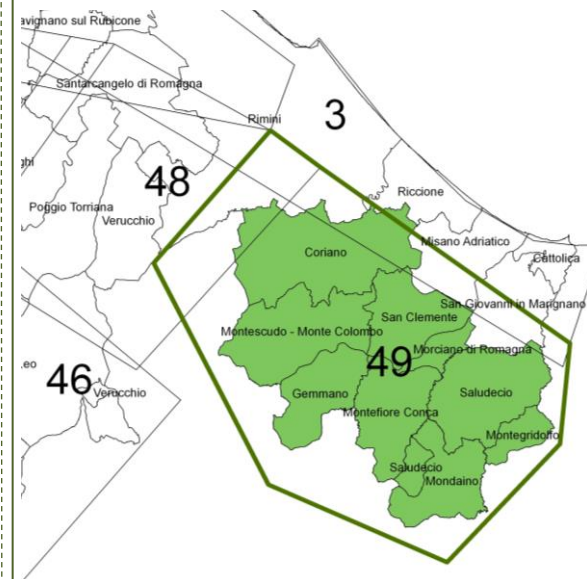 avignano sul Rubicone
Santarcangelo di Romagna
Rimini
3
ghi
48
Poggio Torriana
Verucchio
Riccione
Misano Adriatico
Coriano
Cattolica
San Giovanni in Marignano
San Clemente
Montescudo - Monte Colombo
Morciano di Romagna
49
eo
46
Verucchio
Gemmano
Saludecio
Montefiore Conca
Montegridolfo
Saludecio
Mondaino